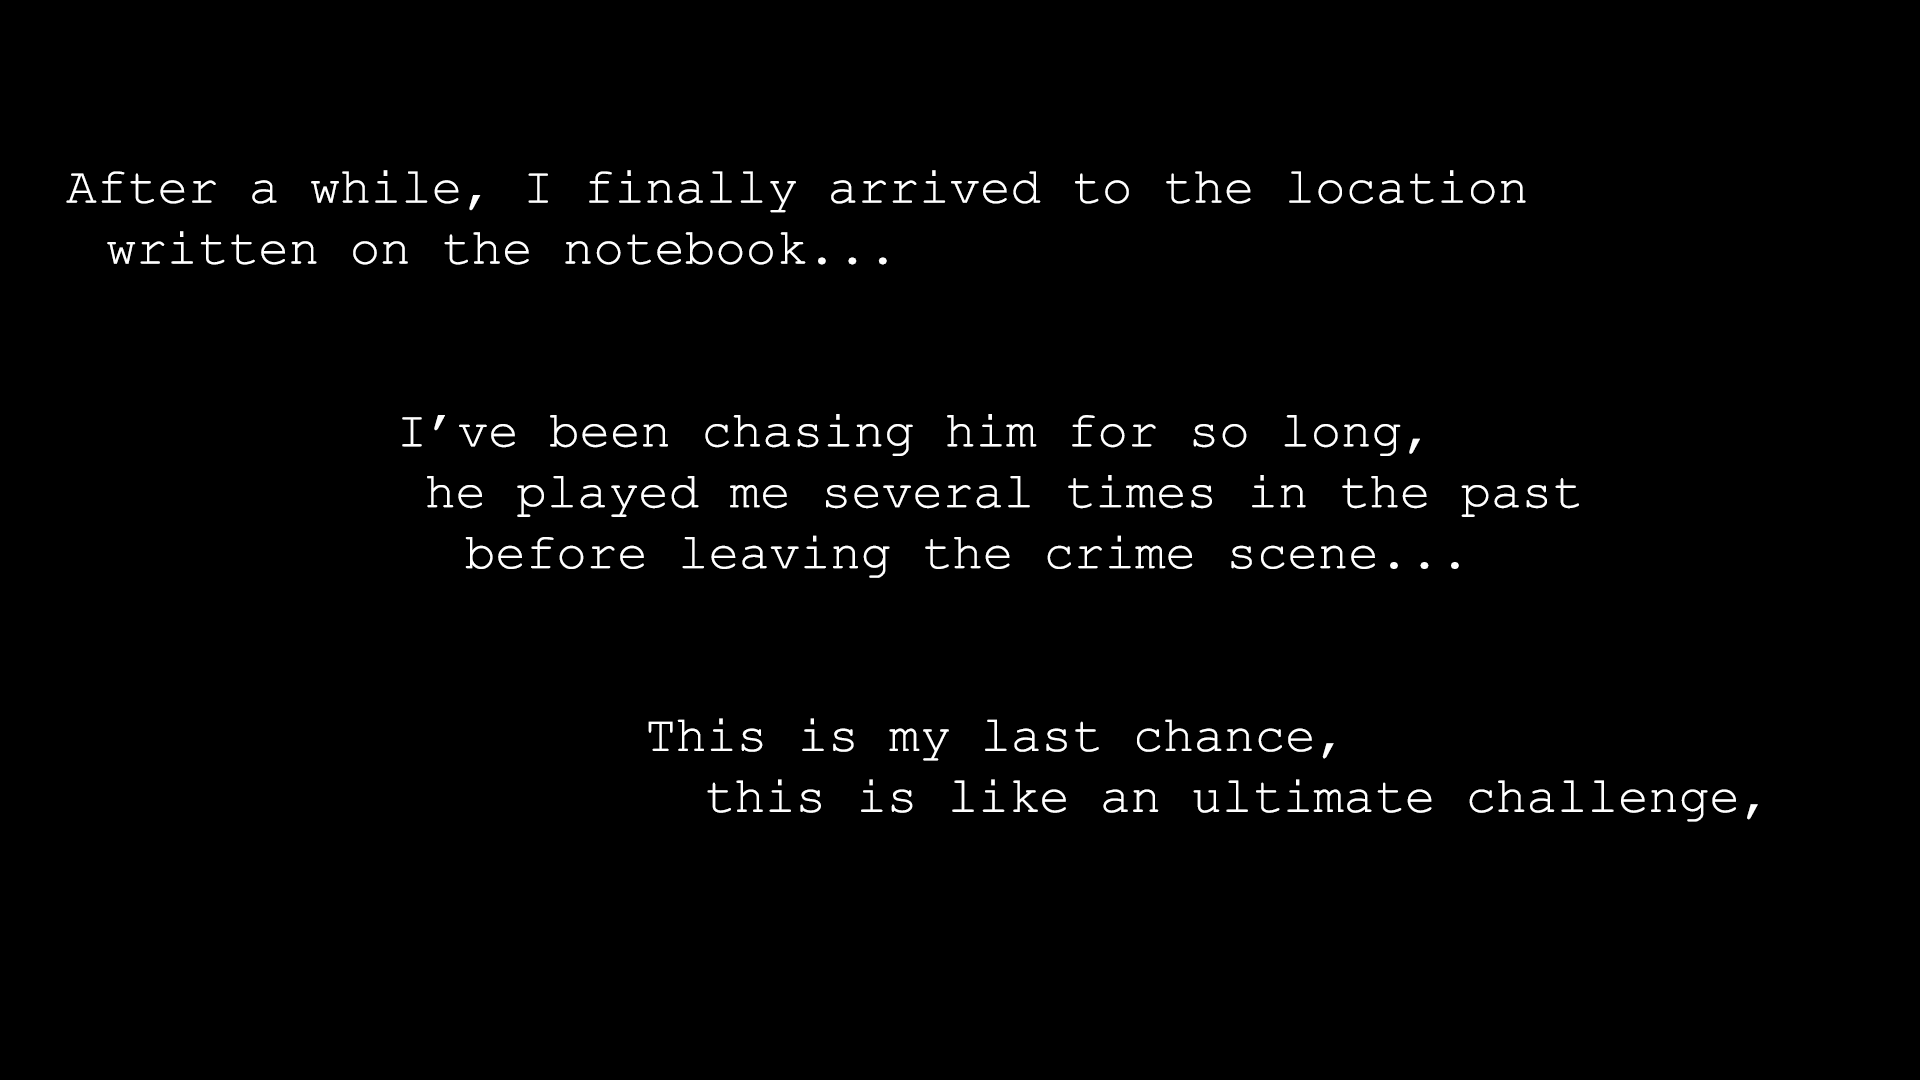 After a while, I finally arrived to the location
written on the notebook...
I’ve been chasing him for so long,
he played me several times in the past
before leaving the crime scene...
This is my last chance,
this is like an ultimate challenge,